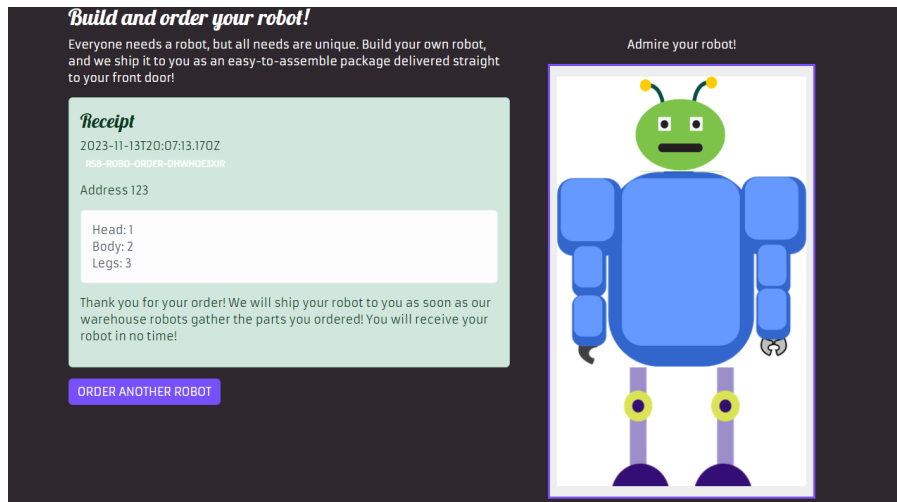 Build and order your robot!
Everyone needs a robot, but all needs are unique. Build your own robot,
and we ship it to you as an easy-to-assemble package delivered straight
to your front door!
Receipt
2023-11-13T20:07:13.170Z
RSB-ROBO-ORDER-DHWHOE3XIR
Address 123
Head: 1
Body: 2
Legs: 3
Thank you for your order! We will ship your robot to you as soon as our
warehouse robots gather the parts you ordered! You will receive your
robot in no time!
ORDER ANOTHER ROBOT
Admire your robot!